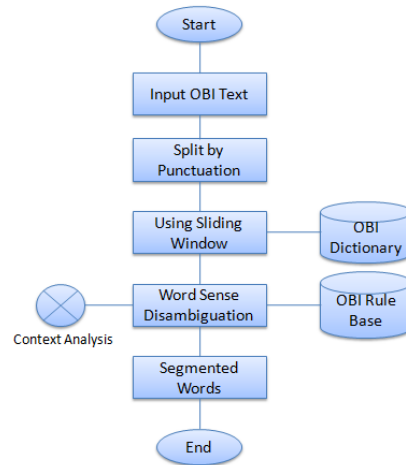 Start
Input OBI Text
Split by
Punctuation
Using Sliding
Window
OBI
Dictionary
Word Sense
Disambiguation
OBI Rule
Base
Context Analysis
Segmented
Words
End